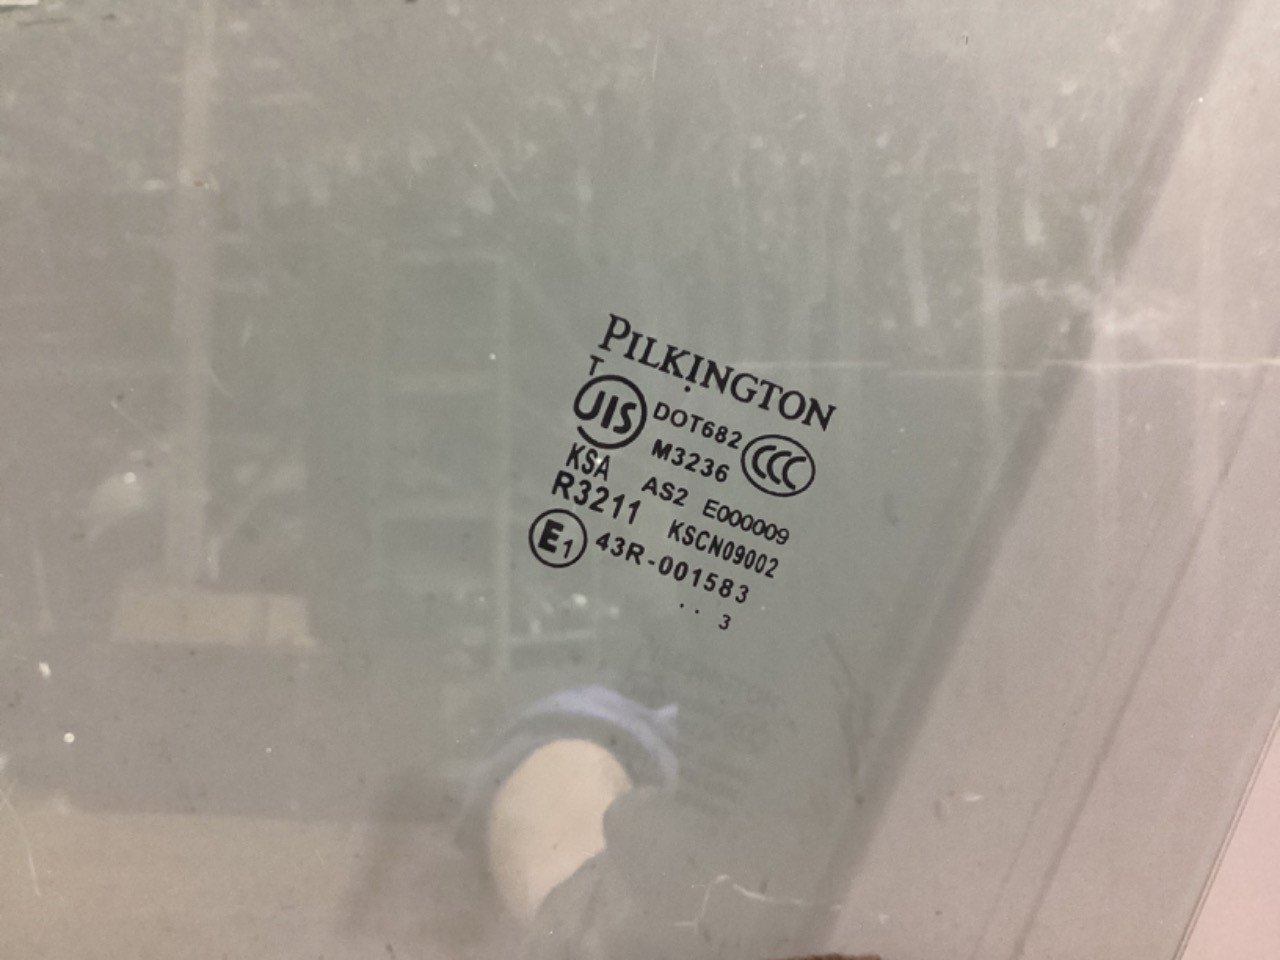 PILKINGTON
T
JIS DOT682 CCC
M3236
KSA AS2 E000009
R3211 KSCN09002
E1 43R-001583
.. 3